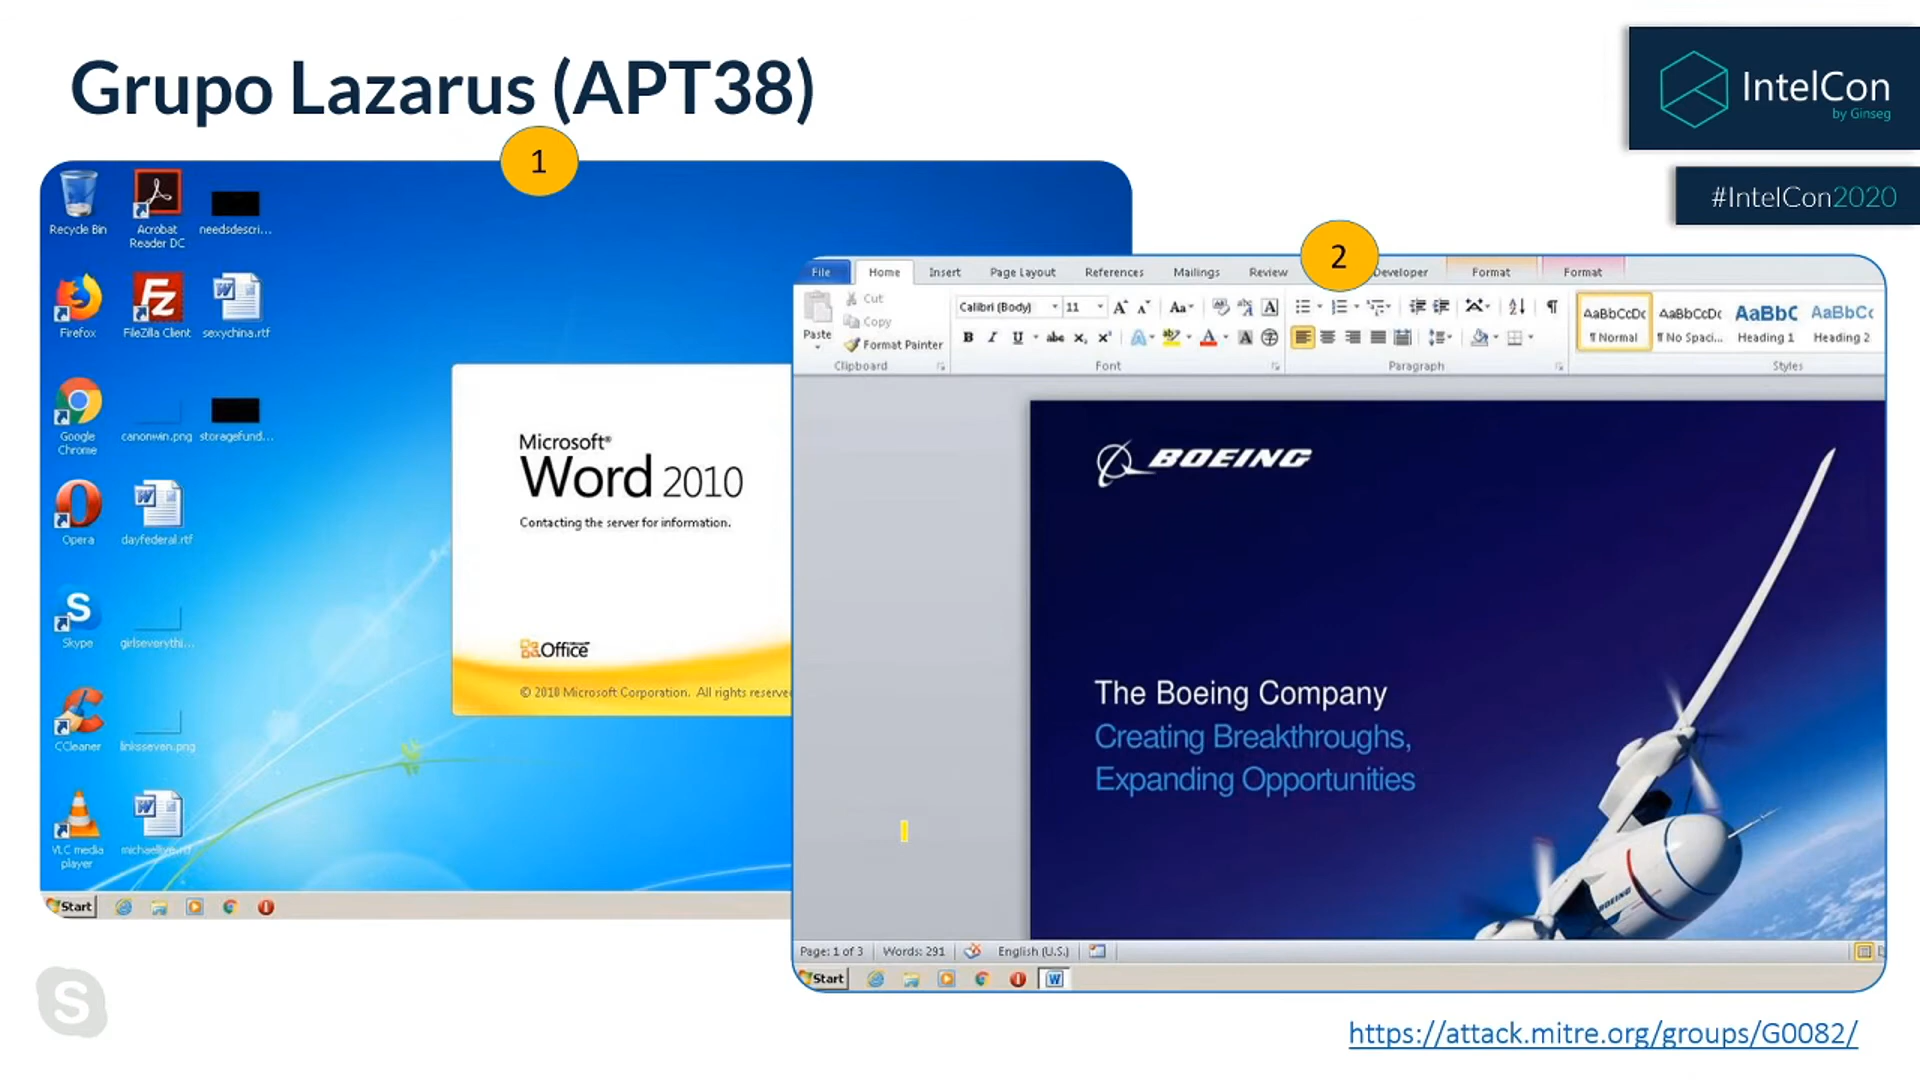 Grupo Lazarus (APT38)
IntelCon
by Ginseg
#IntelCon2020
1
Recycle Bin
Acrobat
Reader DC
needsdescri...
Firefox
FileZilla Client
sexychina.rtf
Google
Chrome
canonwin.png
storagefund...
Opera
dayfederal.rtf
Skype
girlseverythi...
CCleaner
linksseven.png
VLC media
player
Microsoft®
Word 2010
Contacting the server for information.
Office
© 2010 Microsoft Corporation. All rights reserve
Start
2
File
Home
Insert
Page Layout
References
Mailings
Review
Developer
Format
Format
Paste
Cut
Copy
Format Painter
Clipboard
Calibri (Body)
11
Font
Paragraph
AaBbCcDc
¶ Normal
AaBbCcDc
¶ No Spaci...
AaBbC
Heading 1
AaBbCc
Heading 2
Styles
BOEING
The Boeing Company
Creating Breakthroughs,
Expanding Opportunities
BOEING
Page: 1 of 3
Words: 291
English (U.S.)
Start
https://attack.mitre.org/groups/G0082/